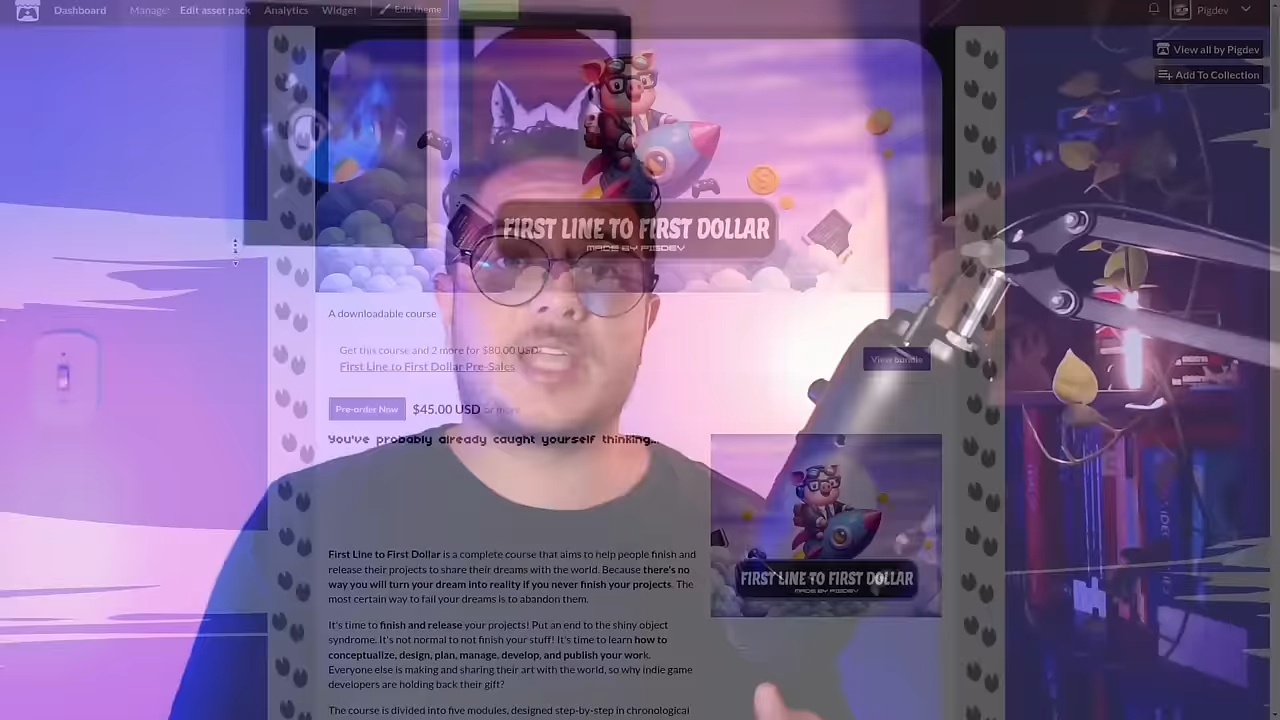 Dashboard Manage Edit asset pack Analytics Widget Edit theme Pigdev
View all by Pigdev
Add To Collection
FIRST LINE TO FIRST DOLLAR
MADE BY PIGDEV
A downloadable course
Get this course and 2 more for $80.00 USD
First Line to First Dollar Pre-Sales
View bundle
Pre-order Now $45.00 USD or more
You've probably already caught yourself thinking...
First Line to First Dollar is a complete course that aims to help people finish and
release their projects to share their dreams with the world. Because there's no
way you will turn your dream into reality if you never finish your projects. The
most certain way to fail your dreams is to abandon them.
It's time to finish and release your projects! Put an end to the shiny object
syndrome. It's not normal to not finish your stuff! It's time to learn how to
conceptualize, design, plan, manage, develop, and publish your work.
Everyone else is making and sharing their art with the world, so why indie game
developers are holding back their gift?
The course is divided into five modules, designed step-by-step in chronological
FIRST LINE TO FIRST DOLLAR
MADE BY PIGDEV